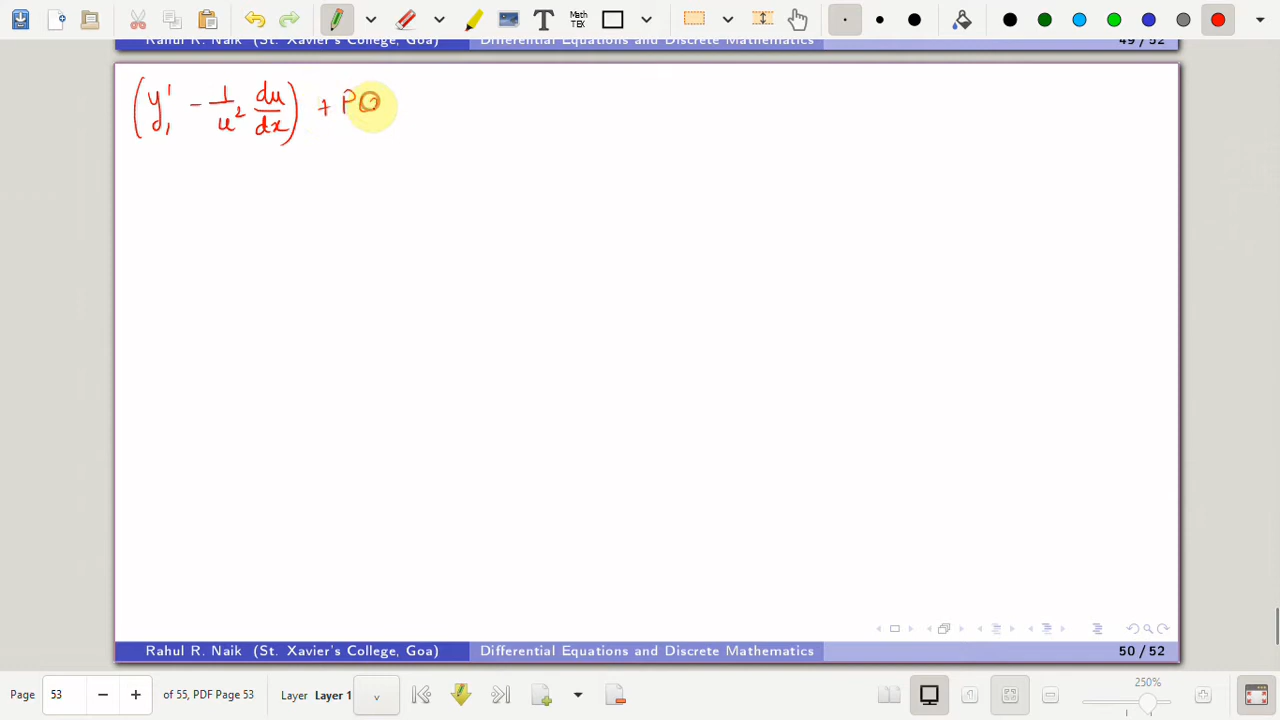 Math
TEX
Rahul R. Naik (St. Xavier's College, Goa) Differential Equations and Discrete Mathematics 49 / 52
(y₁' - 1/u² du/dx) + P
Rahul R. Naik (St. Xavier's College, Goa) Differential Equations and Discrete Mathematics 50 / 52
Page 53 of 55, PDF Page 53 Layer Layer 1 250%